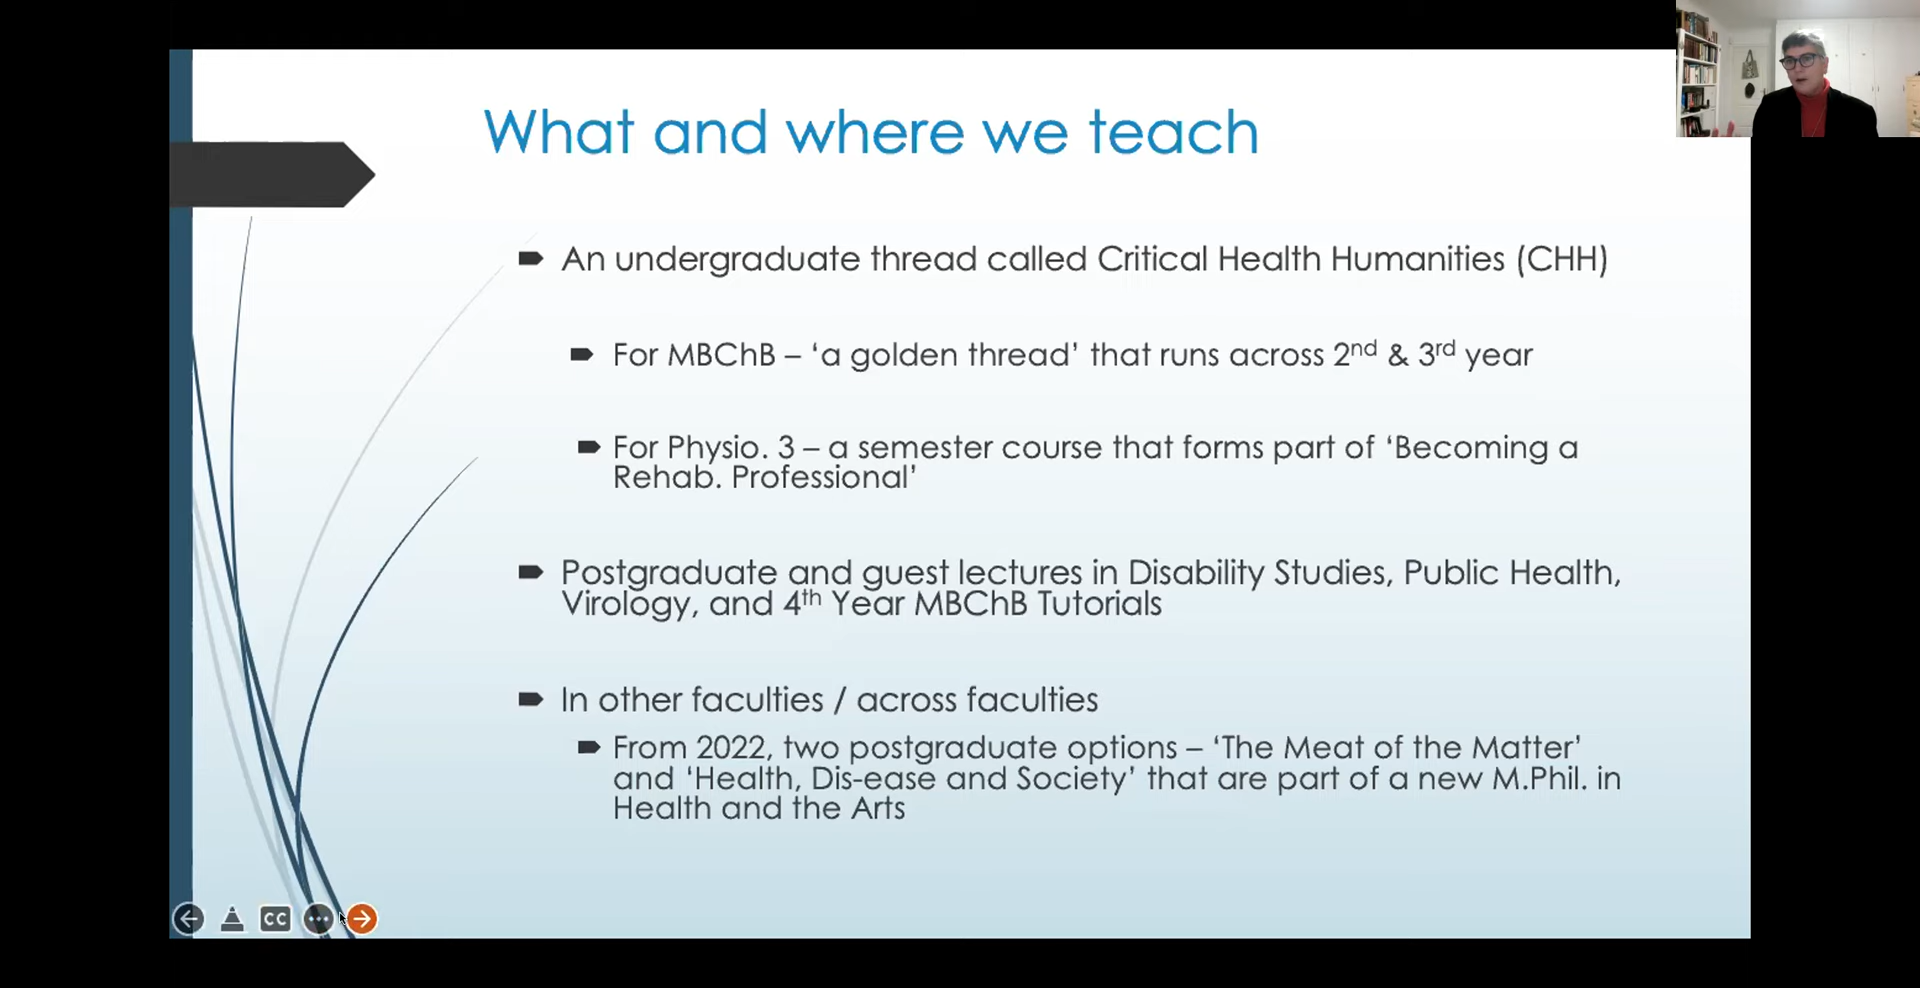 What and where we teach
An undergraduate thread called Critical Health Humanities (CHH)
For MBChB – ‘a golden thread’ that runs across 2nd & 3rd year
For Physio. 3 – a semester course that forms part of ‘Becoming a
Rehab. Professional’
Postgraduate and guest lectures in Disability Studies, Public Health,
Virology, and 4th Year MBChB Tutorials
In other faculties / across faculties
From 2022, two postgraduate options – ‘The Meat of the Matter’
and ‘Health, Dis-ease and Society’ that are part of a new M.Phil. in
Health and the Arts
CC